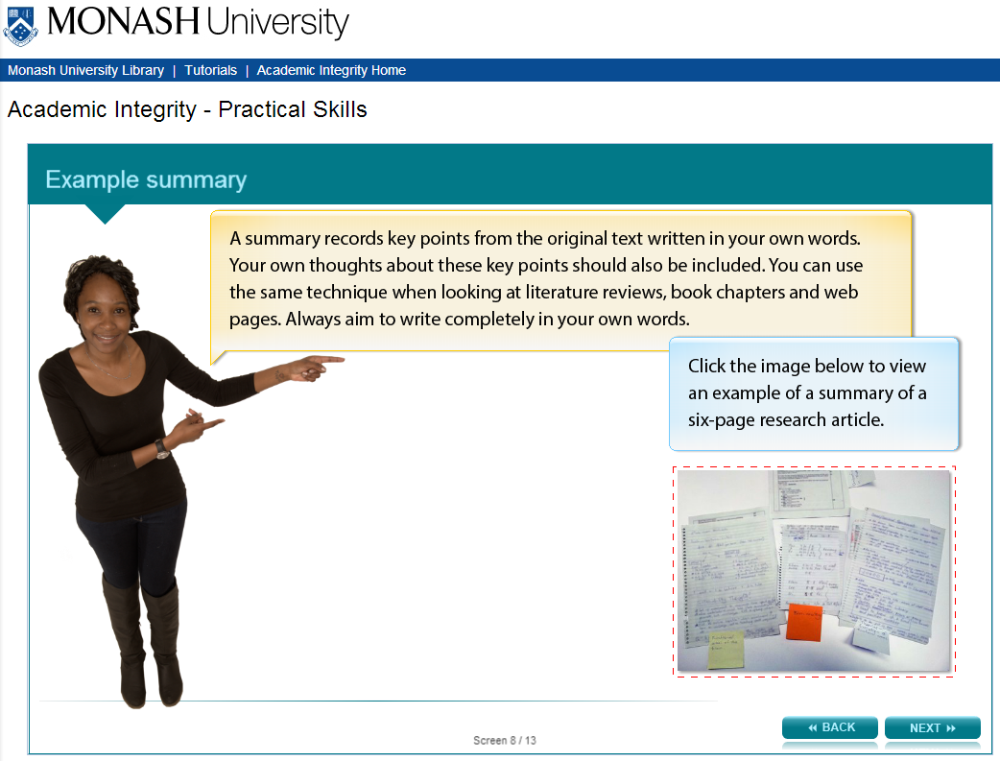 MONASH University
Monash University Library | Tutorials | Academic Integrity Home
Academic Integrity - Practical Skills
Example summary
A summary records key points from the original text written in your own words.
Your own thoughts about these key points should also be included. You can use
the same technique when looking at literature reviews, book chapters and web
pages. Always aim to write completely in your own words.
Click the image below to view
an example of a summary of a
six-page research article.
BACK
NEXT
Screen 8 / 13